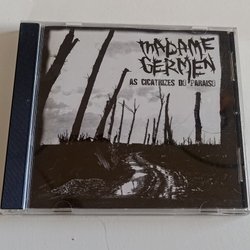 MADAME
GERMEN
AS CICATRIZES DO PARAISO